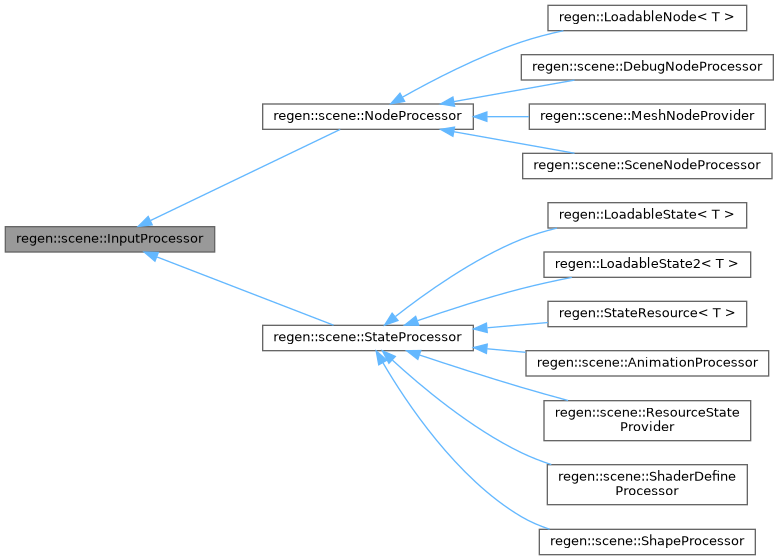 regen::LoadableNode< T >
regen::scene::DebugNodeProcessor
regen::scene::NodeProcessor
regen::scene::MeshNodeProvider
regen::scene::SceneNodeProcessor
regen::scene::InputProcessor
regen::LoadableState< T >
regen::LoadableState2< T >
regen::StateResource< T >
regen::scene::StateProcessor
regen::scene::AnimationProcessor
regen::scene::ResourceState
Provider
regen::scene::ShaderDefine
Processor
regen::scene::ShapeProcessor